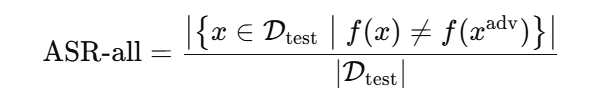 ASR-all = |{x ∈ 𝒟_test | f(x) ≠ f(x^adv)}| / |𝒟_test|